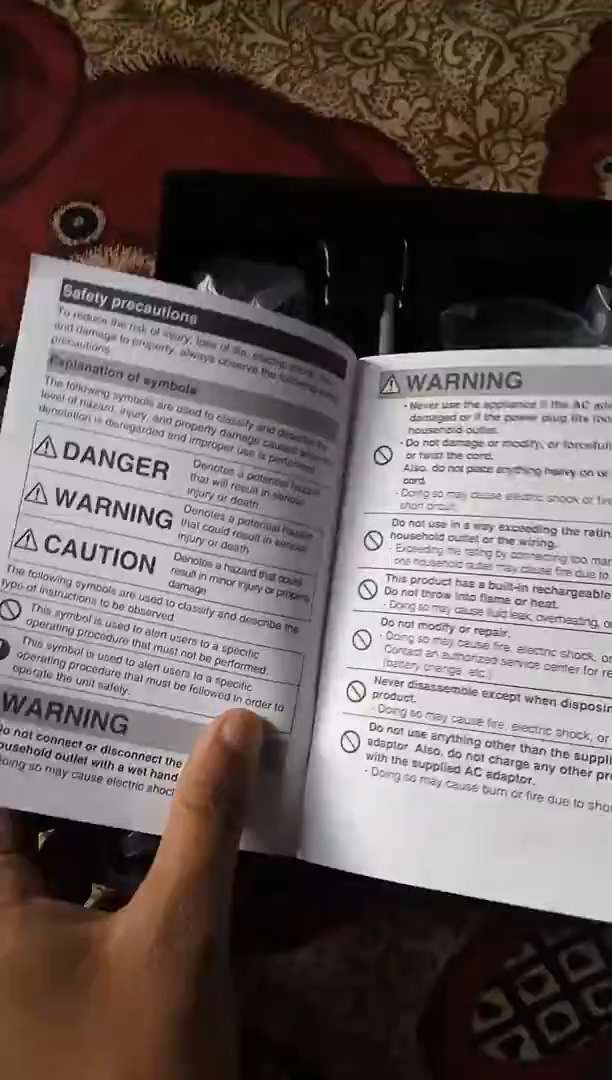 Safety precautions
To reduce the risk of injury, loss of life, electric shock, fire,
and damage to property, always observe the following safety
precautions.
Explanation of symbols
The following symbols are used to classify and describe the
level of hazard, injury, and property damage caused when the
denotation is disregarded and improper use is performed.
DANGER
Denotes a potential hazard
that will result in serious
injury or death.
WARNING
Denotes a potential hazard
that could result in serious
injury or death.
CAUTION
Denotes a hazard that could
result in minor injury or property
damage.
The following symbols are used to classify and describe the
type of instructions to be observed.
This symbol is used to alert users to a specific
operating procedure that must not be performed.
This symbol is used to alert users to a specific
operating procedure that must be followed in order to
operate the unit safely.
WARNING
Do not connect or disconnect the
household outlet with a wet hand
Doing so may cause electric shock
WARNING
• Never use the appliance if the AC
damaged or if the power plug fits
household outlet.
• Do not damage or modify, or
or twist the cord.
Also, do not place anything heavy on or
cord.
- Doing so may cause electric shock or
short circuit.
Do not use in a way exceeding the
household outlet or the wiring.
- Exceeding the rating by connecting too
one household outlet may cause fire due to
This product has a built-in rechargeable
Do not throw into flame or heat.
- Doing so may cause fluid leak, overheating,
Do not modify or repair.
- Doing so may cause fire, electric shock,
Contact an authorized service center for
(battery change, etc.)
Never disassemble except when
product.
- Doing so may cause fire, electric shock, or
Do not use anything other than the
adaptor. Also, do not charge any other
with the supplied AC adaptor.
- Doing so may cause burn or fire due to